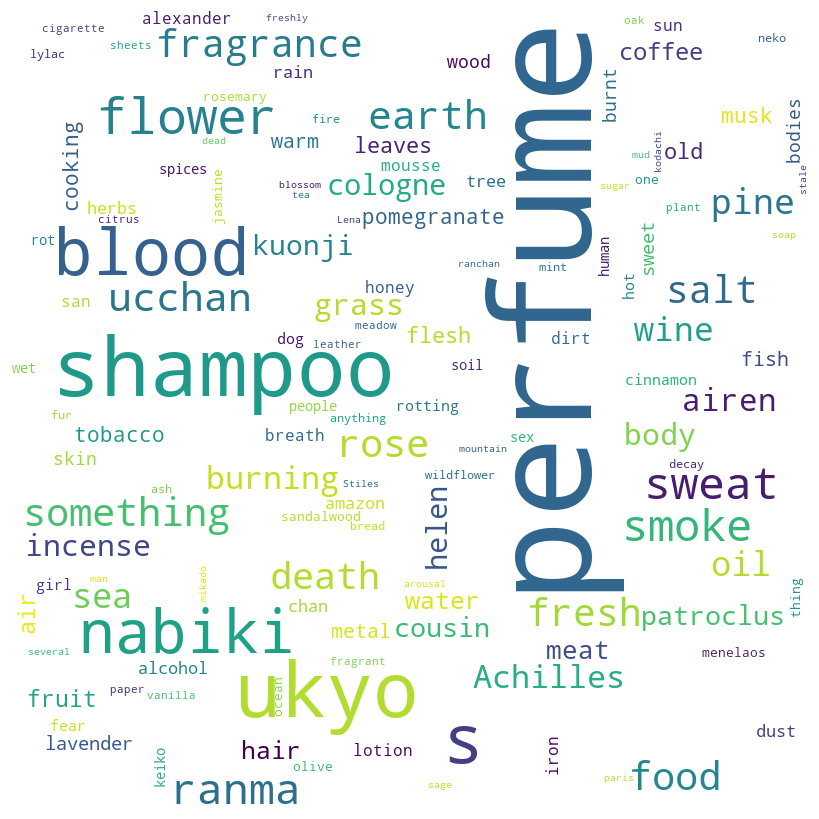 freshly
alexander
cigarette
oak
sun
neko
lylac
sheets
fragrance
coffee
perfume
wood
rain
burnt
rosemary
flower
earth
musk
bodies
fire
warm
leaves
dead
cooking
old
kodachi
mud
mousse
spices
stale
tree
one
sugar
cologne
blossom
tea
jasmine
herbs
plant
pine
citrus
Lena
pomegranate
rot
blood
kuonji
human
sweet
soap
ranchan
mint
hot
honey
salt
san
ucchan
grass
meadow
wine
flesh
dirt
dog
leather
fish
shampoo
soil
wet
cinnamon
airen
people
rotting
fur
anything
tobacco
breath
rose
sex
body
mountain
skin
decay
burning
wildflower
Stiles
sweat
ash
amazon
something
sandalwood
bread
helen
smoke
incense
death
oil
girl
man
mikado
arousal
sea
water
thing
chan
fresh
patroclus
air
nabiki
metal
cousin
several
meat
menelaos
fragrant
alcohol
Achilles
paper
vanilla
fruit
ukyo
ocean
fear
dust
lavender
hair
lotion
s
iron
keiko
olive
ranma
sage
paris
food